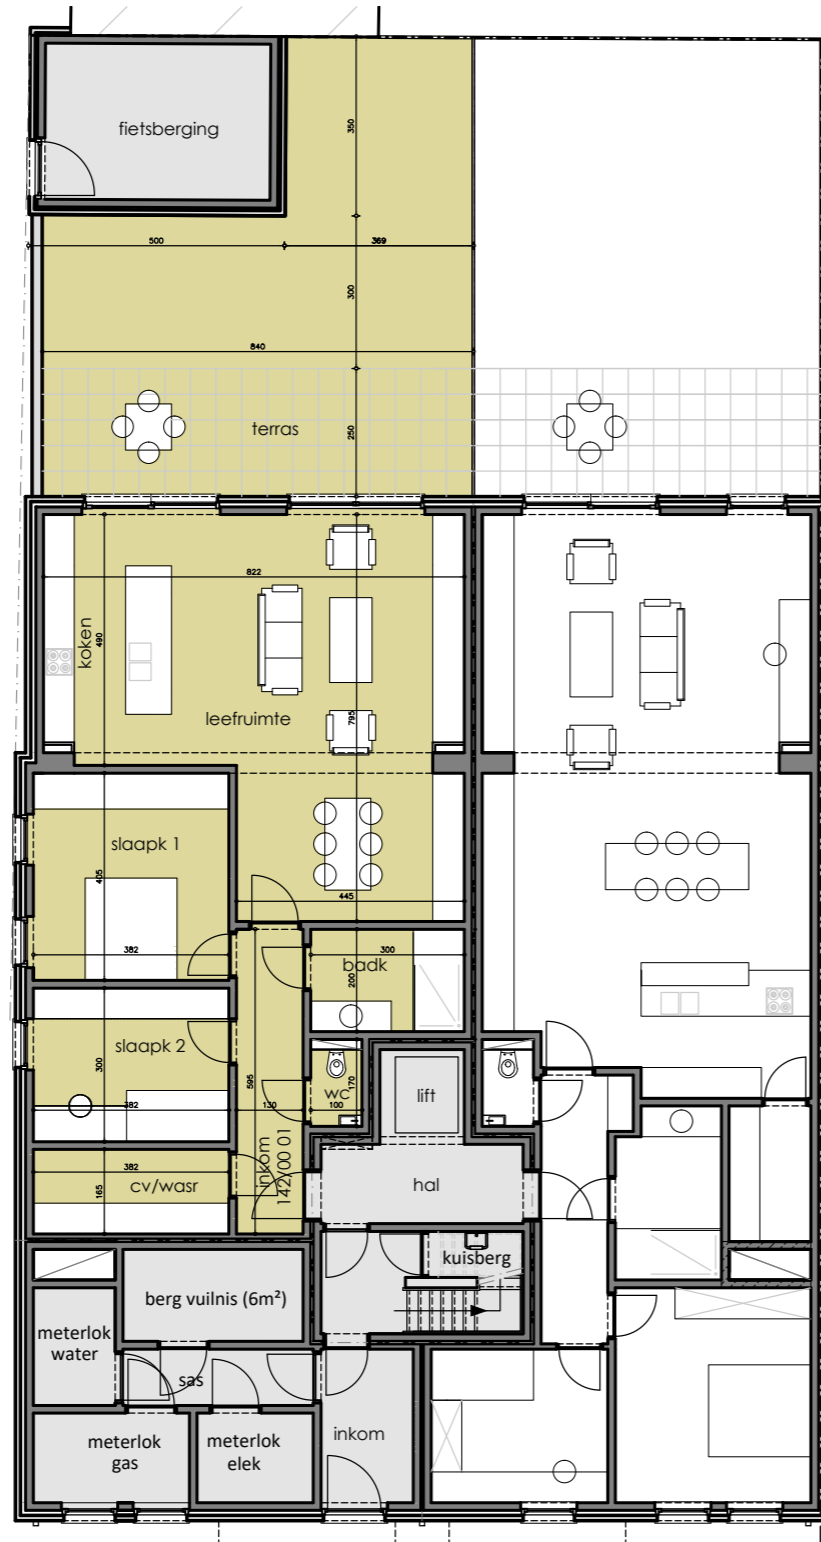 fietsberging
350
500
369
300
840
terras
250
822
koken
490
leefruimte
795
slaapk 1
405
445
382
300
badk
200
slaapk 2
300
595
wc
170
382
130
100
lift
inkom
142/00 01
382
cv/wasr
165
hal
kuisberg
berg vuilnis (6m²)
meterlok
water
sas
meterlok
gas
meterlok
elek
inkom